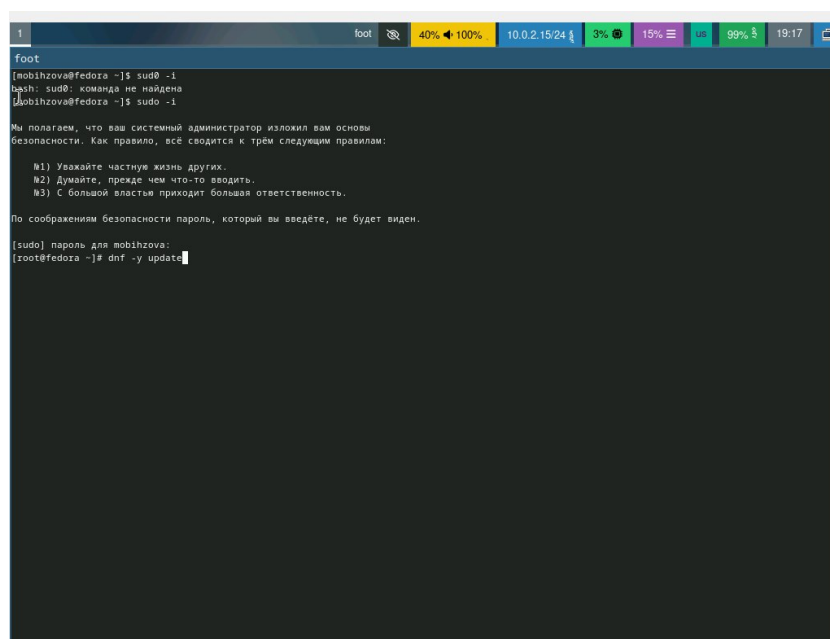 1 foot 40% 100% 10.0.2.15/24 3% 15% us 99% 19:17
foot
[mobihzova@fedora ~]$ sud0 -i
bash: sud0: команда не найдена
[mobihzova@fedora ~]$ sudo -i
Мы полагаем, что ваш системный администратор изложил вам основы
безопасности. Как правило, всё сводится к трём следующим правилам:
№1) Уважайте частную жизнь других.
№2) Думайте, прежде чем что-то вводить.
№3) С большой властью приходит большая ответственность.
По соображениям безопасности пароль, который вы введёте, не будет виден.
[sudo] пароль для mobihzova:
[root@fedora ~]# dnf -y update